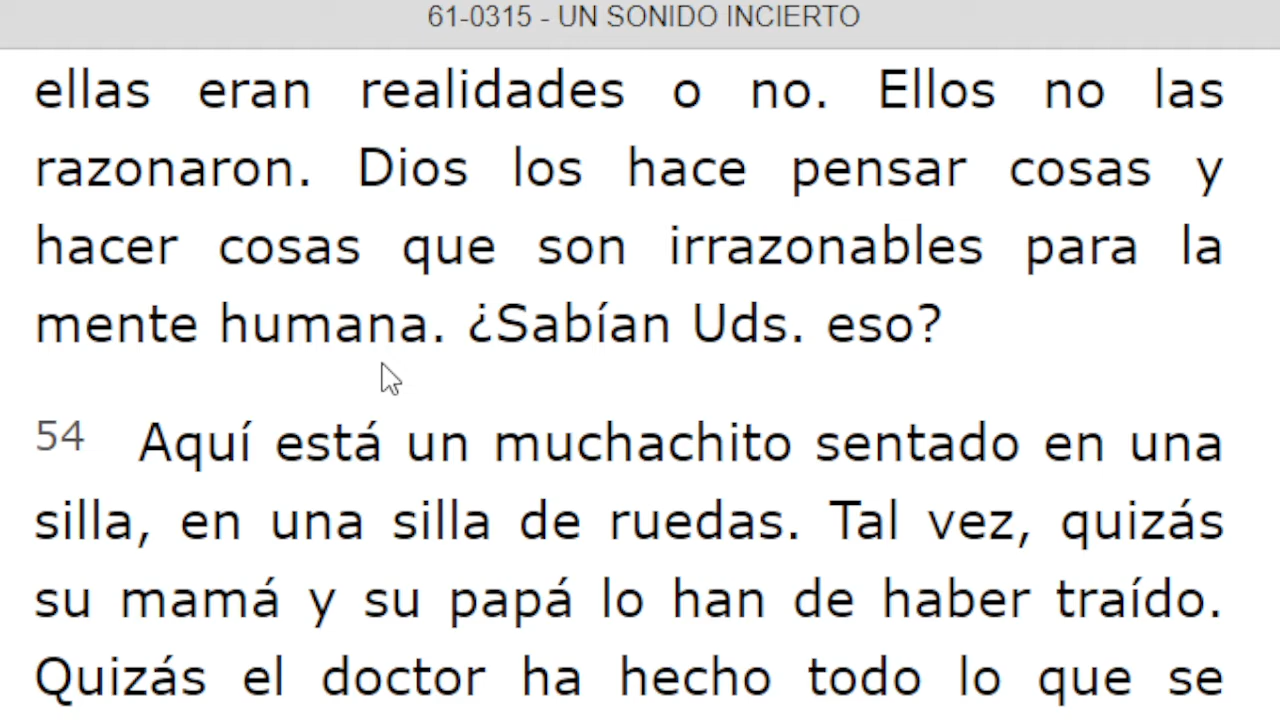 61-0315 - UN SONIDO INCIERTO
ellas eran realidades o no. Ellos no las
razonaron. Dios los hace pensar cosas y
hacer cosas que son irrazonables para la
mente humana. ¿Sabían Uds. eso?
54 Aquí está un muchachito sentado en una
silla, en una silla de ruedas. Tal vez, quizás
su mamá y su papá lo han de haber traído.
Quizás el doctor ha hecho todo lo que se